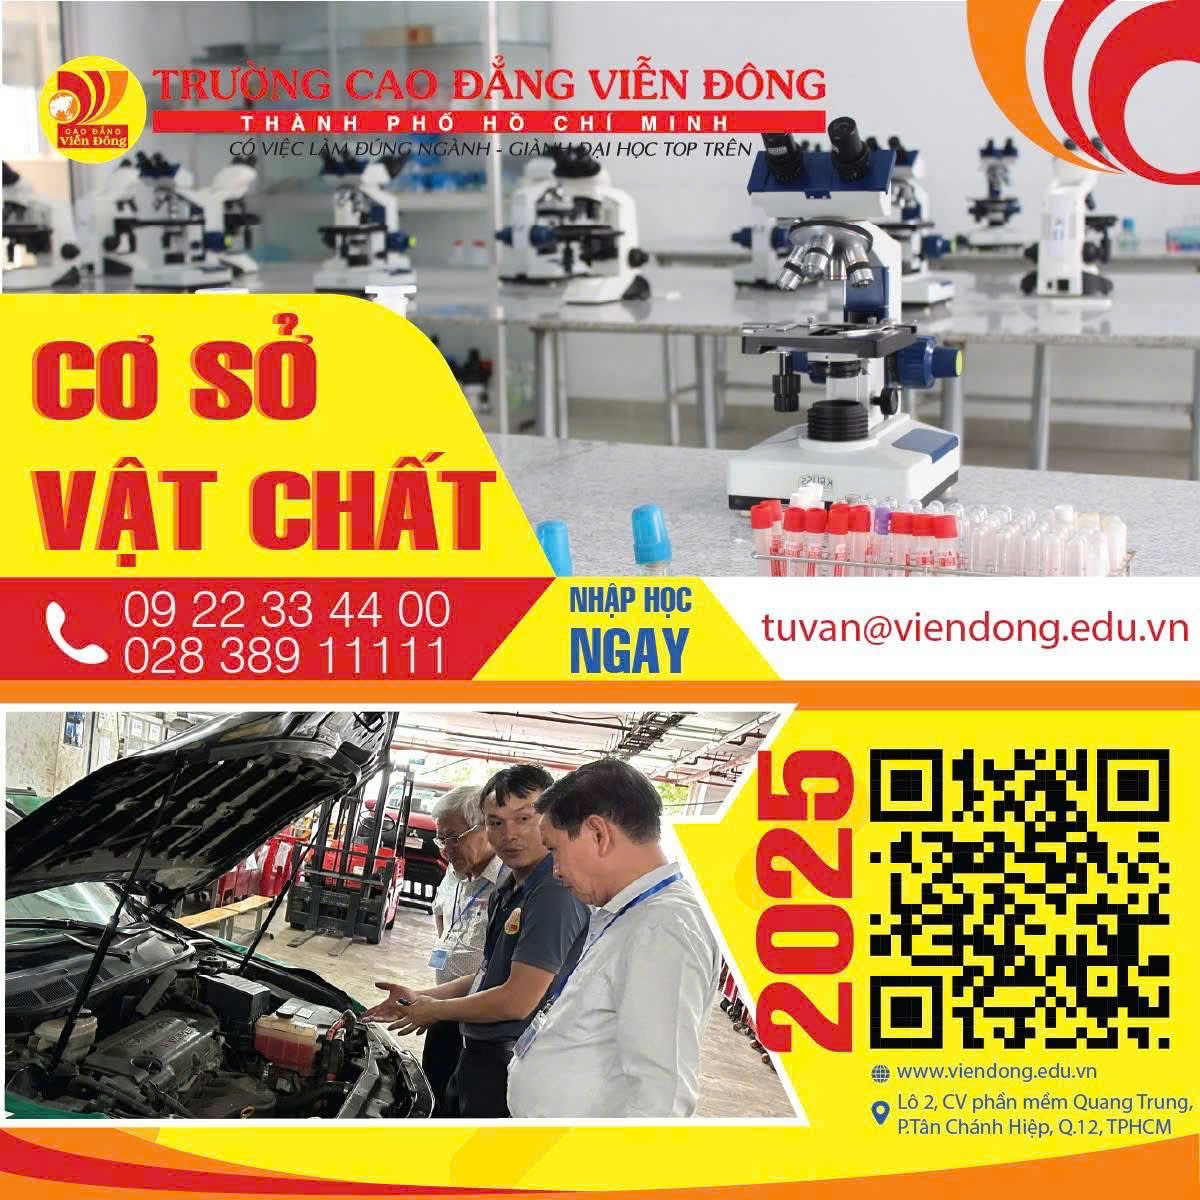 TRƯỜNG CAO ĐẲNG VIỄN ĐÔNG
THÀNH PHỐ HỒ CHÍ MINH
CÓ VIỆC LÀM ĐÚNG NGÀNH - GIÀNH ĐẠI HỌC TOP TRÊN
CAO ĐẲNG
Viễn Đông
KRUSS
CƠ SỞ
VẬT CHẤT
09 22 33 44 00
028 389 11111
NHẬP HỌC
NGAY
tuvan@viendong.edu.vn
2025
www.viendong.edu.vn
Lô 2, CV phần mềm Quang Trung,
P.Tân Chánh Hiệp, Q.12, TPHCM